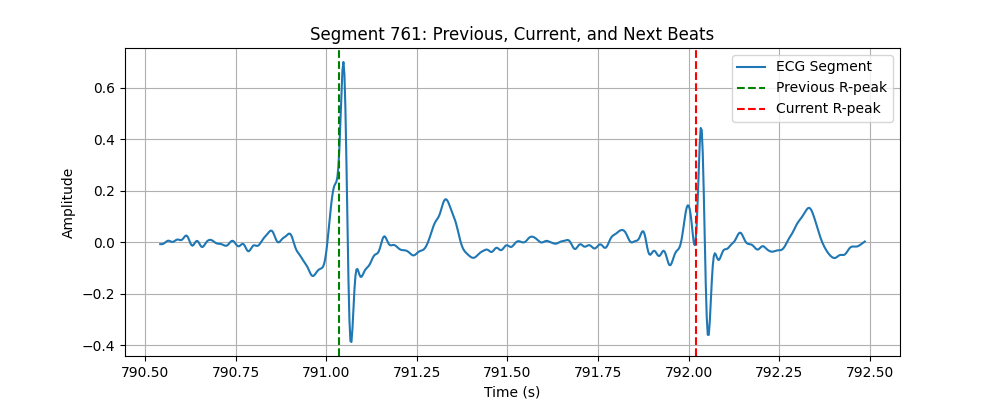 Segment 761: Previous, Current, and Next Beats
ECG Segment
Previous R-peak
Current R-peak
Amplitude
0.6
0.4
0.2
0.0
−0.2
−0.4
790.50 790.75 791.00 791.25 791.50 791.75 792.00 792.25 792.50
Time (s)